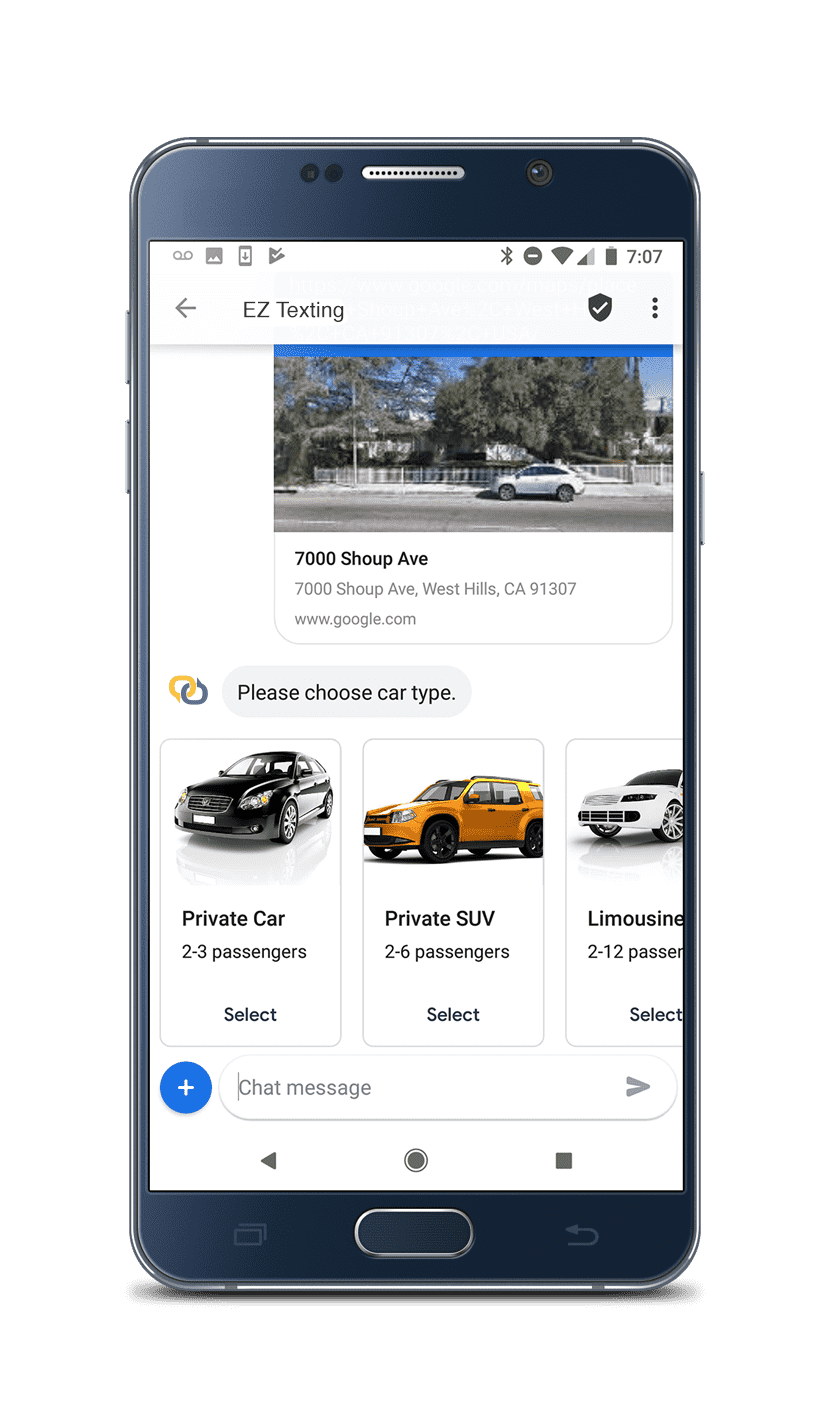 7:07
EZ Texting
7000 Shoup Ave
7000 Shoup Ave, West Hills, CA 91307
www.google.com
Please choose car type.
Private Car
2-3 passengers
Select
Private SUV
2-6 passengers
Select
Limousine
2-12 passen
Select
Chat message